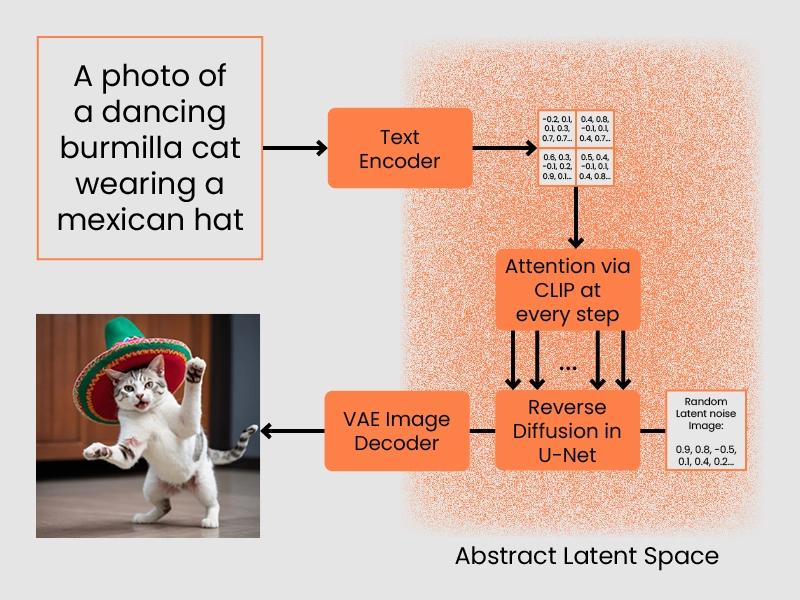 A photo of
a dancing
burmilla cat
wearing a
mexican hat
Text
Encoder
-0.2, 0.1,
0.1, 0.3,
0.7, 0.7...
0.4, 0.8,
-0.1, 0.1,
0.4, 0.7...
0.6, 0.3,
-0.1, 0.2,
0.9, 0.1...
0.5, 0.4,
-0.1, 0.1,
0.4, 0.8...
Attention via
CLIP at
every step
...
Reverse
Diffusion in
U-Net
Random
Latent noise
Image:
0.9, 0.8, -0.5,
0.1, 0.4, 0.2...
VAE Image
Decoder
Abstract Latent Space